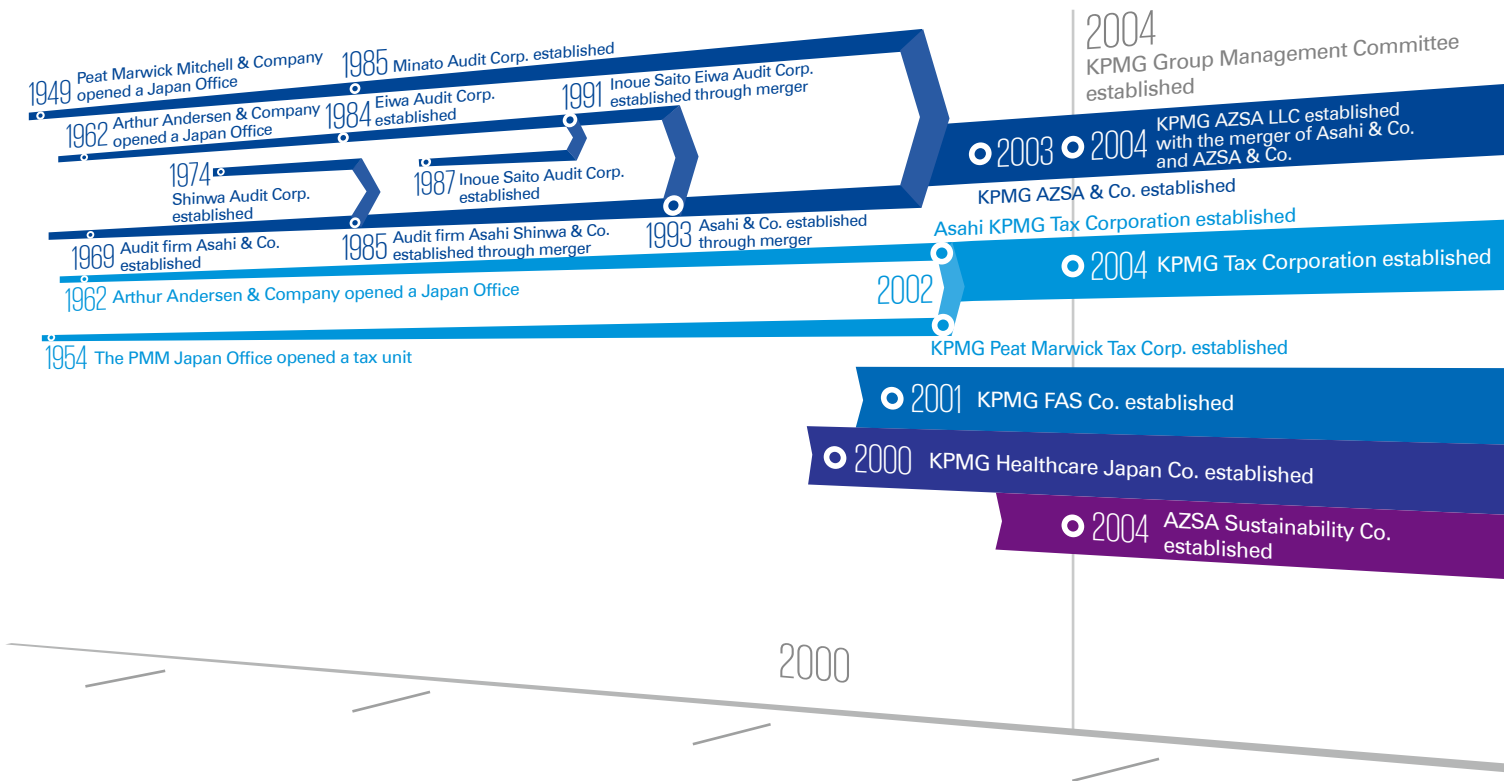 2004
KPMG Group Management Committee
established
1949 Peat Marwick Mitchell & Company
opened a Japan Office
1985 Minato Audit Corp. established
1962 Arthur Andersen & Company
opened a Japan Office
1984 Eiwa Audit Corp.
established
1991 Inoue Saito Eiwa Audit Corp.
established through merger
1974
Shinwa Audit Corp.
established
1987 Inoue Saito Audit Corp.
established
2003
2004 KPMG AZSA LLC established
with the merger of Asahi & Co.
and AZSA & Co.
KPMG AZSA & Co. established
1969 Audit firm Asahi & Co.
established
1985 Audit firm Asahi Shinwa & Co.
established through merger
1993 Asahi & Co. established
through merger
Asahi KPMG Tax Corporation established
1962 Arthur Andersen & Company opened a Japan Office
2002
2004 KPMG Tax Corporation established
1954 The PMM Japan Office opened a tax unit
KPMG Peat Marwick Tax Corp. established
2001 KPMG FAS Co. established
2000 KPMG Healthcare Japan Co. established
2004 AZSA Sustainability Co.
established
2000